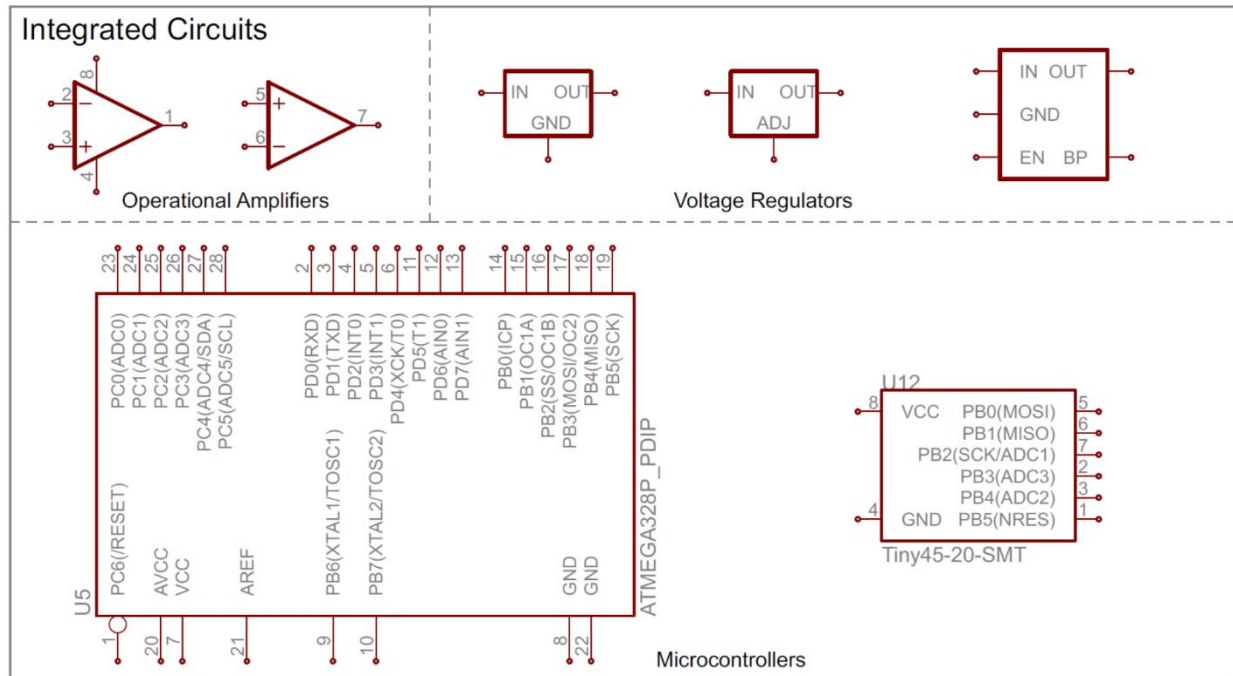 Integrated Circuits
8
2
−
1
3
+
4
5
+
7
6
−
Operational Amplifiers
IN OUT
GND
IN OUT
ADJ
IN OUT
GND
EN BP
Voltage Regulators
23
24
25
26
27
28
2
3
4
5
6
11
12
13
14
15
16
17
18
19
PC0(ADC0)
PC1(ADC1)
PC2(ADC2)
PC3(ADC3)
PC4(ADC4/SDA)
PC5(ADC5/SCL)
PD0(RXD)
PD1(TXD)
PD2(INT0)
PD3(INT1)
PD4(XCK/T0)
PD5(T1)
PD6(AIN0)
PD7(AIN1)
PB0(ICP)
PB1(OC1A)
PB2(SS/OC1B)
PB3(MOSI/OC2)
PB4(MISO)
PB5(SCK)
PC6(/RESET)
AVCC
VCC
AREF
PB6(XTAL1/TOSC1)
PB7(XTAL2/TOSC2)
GND
GND
U5
ATMEGA328P_PDIP
1
20
7
21
9
10
8
22
U12
8 VCC PB0(MOSI) 5
PB1(MISO) 6
PB2(SCK/ADC1) 7
PB3(ADC3) 2
PB4(ADC2) 3
4 GND PB5(NRES) 1
Tiny45-20-SMT
Microcontrollers